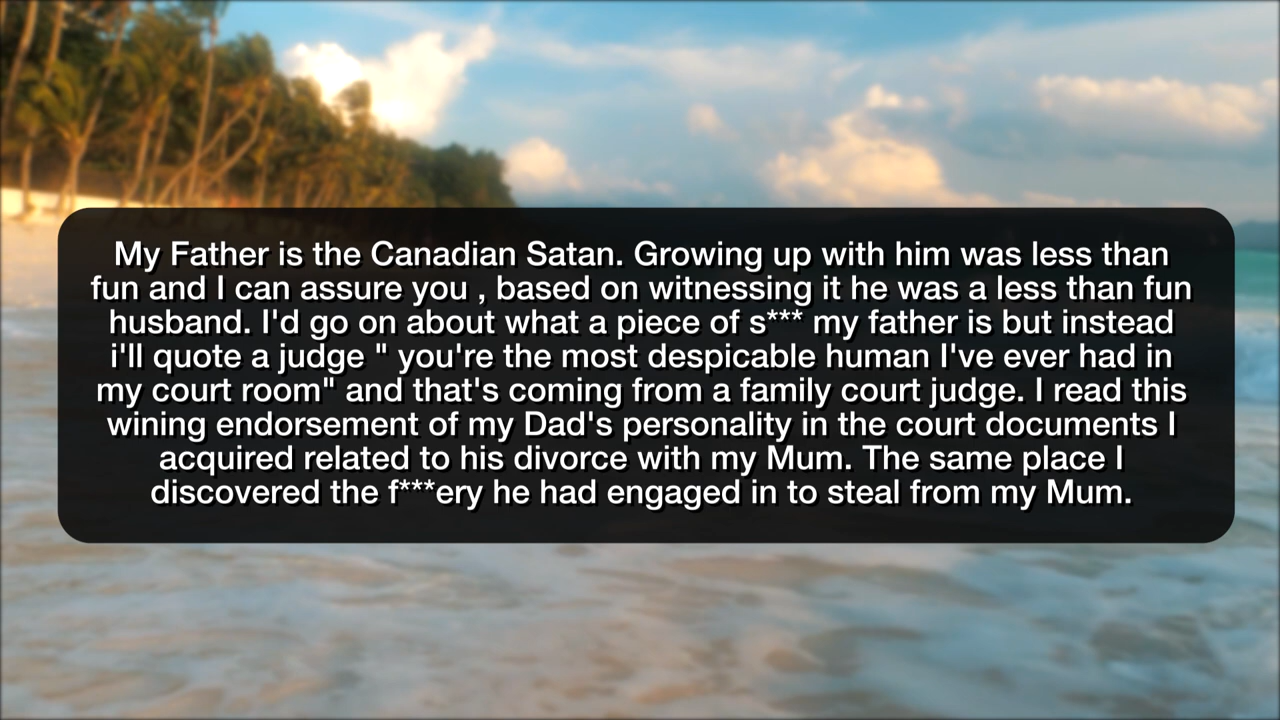 My Father is the Canadian Satan. Growing up with him was less than
fun and I can assure you , based on witnessing it he was a less than fun
husband. I'd go on about what a piece of s*** my father is but instead
i'll quote a judge " you're the most despicable human I've ever had in
my court room" and that's coming from a family court judge. I read this
wining endorsement of my Dad's personality in the court documents I
acquired related to his divorce with my Mum. The same place I
discovered the f***ery he had engaged in to steal from my Mum.